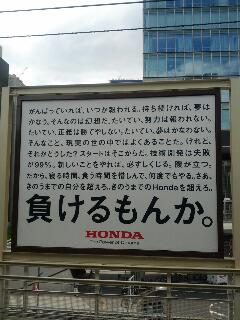 がんばっていれば、いつか報われる。持ち続ければ、夢は
かなう。そんなのは幻想だ。たいてい、努力は報われない。
たいてい、正義は勝てやしない。たいてい、夢はかなわない。
そんなこと、現実の世の中ではよくあることだ。けれど、
それがどうした？スタートはそこからだ。技術開発は失敗
が99%。新しいことをやれば、必ずしくじる。腹が立つ。
だから、寝る時間、食う時間を惜しんで、何度でもやる。さあ、
きのうまでの自分を超えろ。きのうまでのHondaを超えろ。
負けるもんか。
HONDA
The Power of Dreams